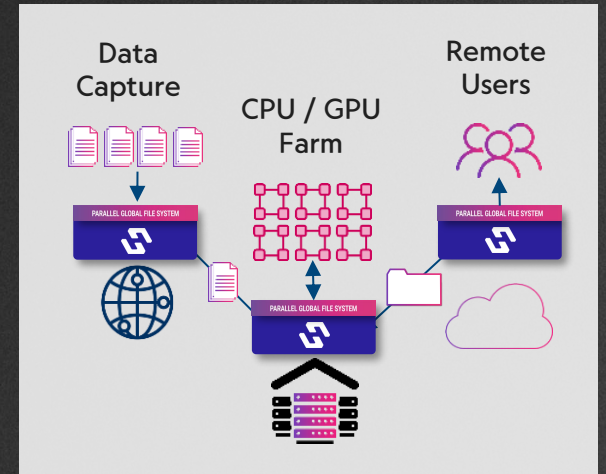 Data
Capture
CPU / GPU
Farm
Remote
Users
PARALLEL GLOBAL FILE SYSTEM
PARALLEL GLOBAL FILE SYSTEM
PARALLEL GLOBAL FILE SYSTEM